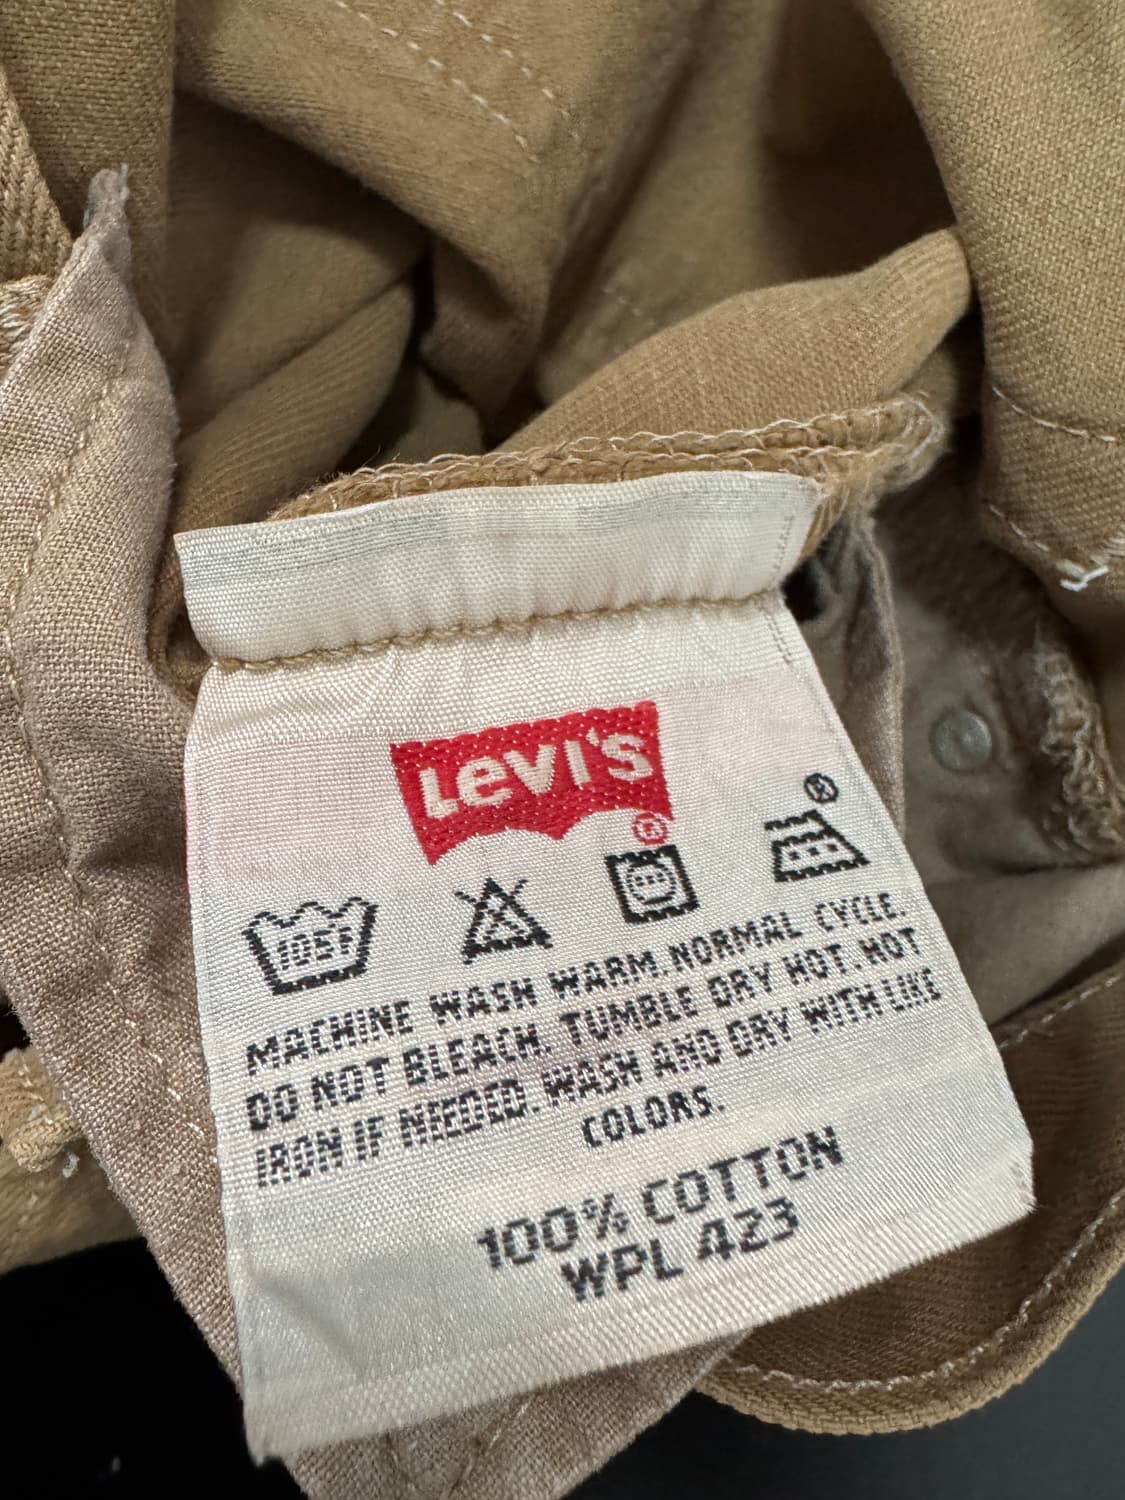 LEVI'S
®
105F
MACHINE WASH WARM. NORMAL CYCLE.
DO NOT BLEACH. TUMBLE DRY HOT. HOT
IRON IF NEEDED. WASH AND DRY WITH LIKE
COLORS.
100% COTTON
WPL 423